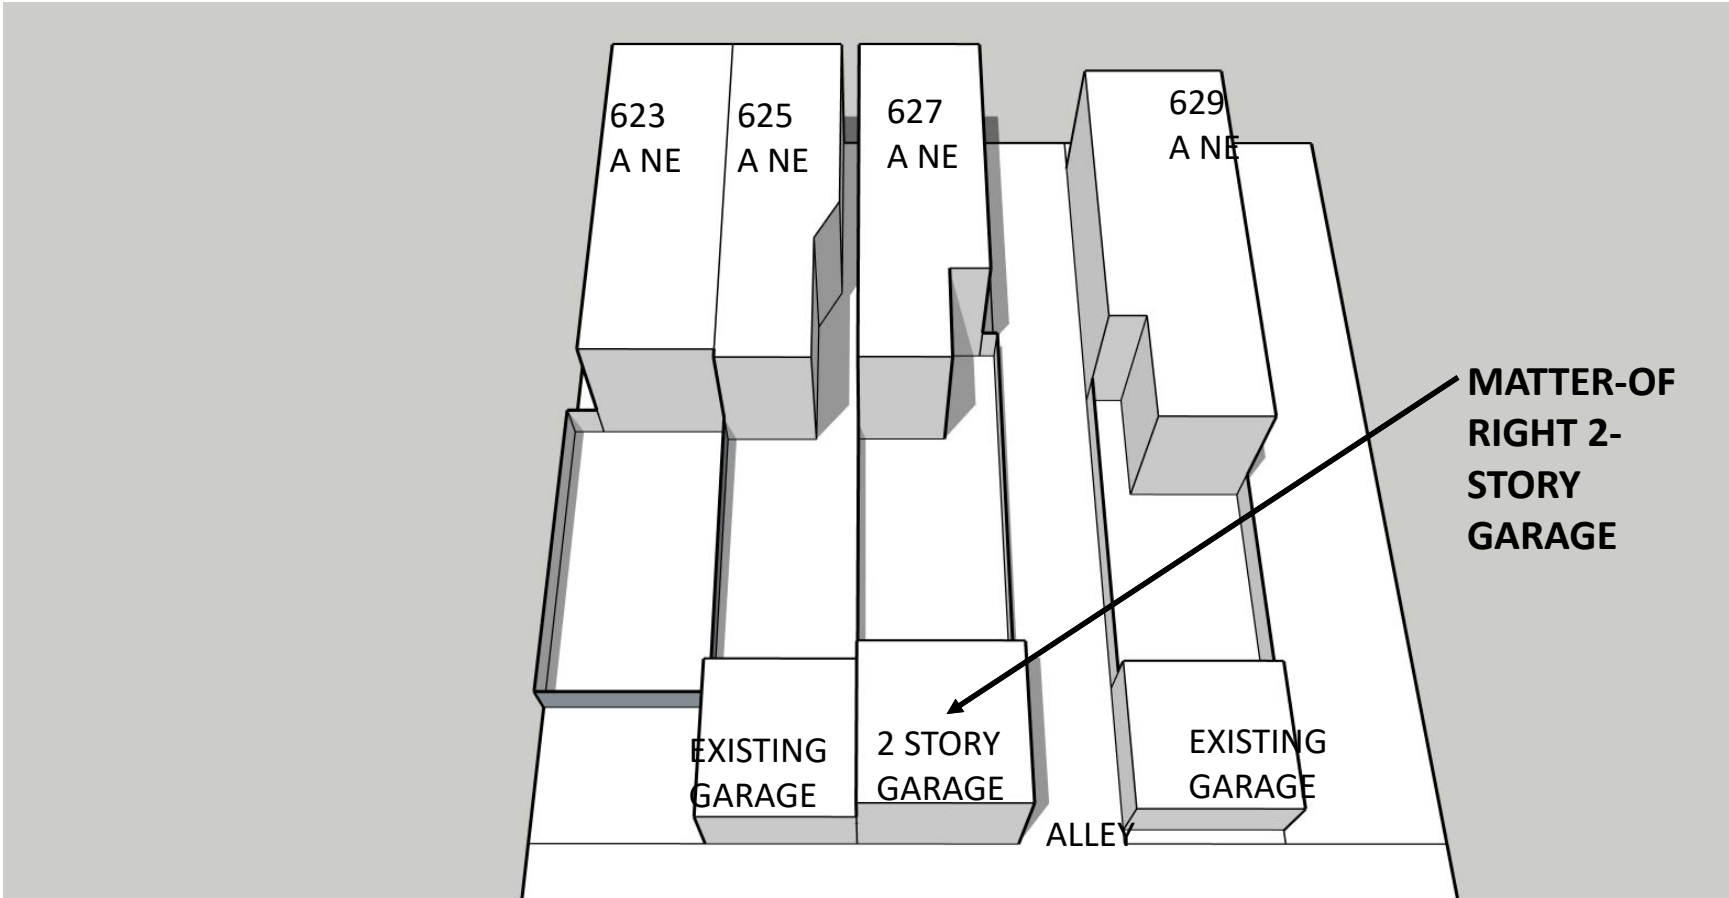 623
A NE
625
A NE
627
A NE
629
A NE
MATTER-OF
RIGHT 2-
STORY
GARAGE
EXISTING
GARAGE
2 STORY
GARAGE
EXISTING
GARAGE
ALLEY